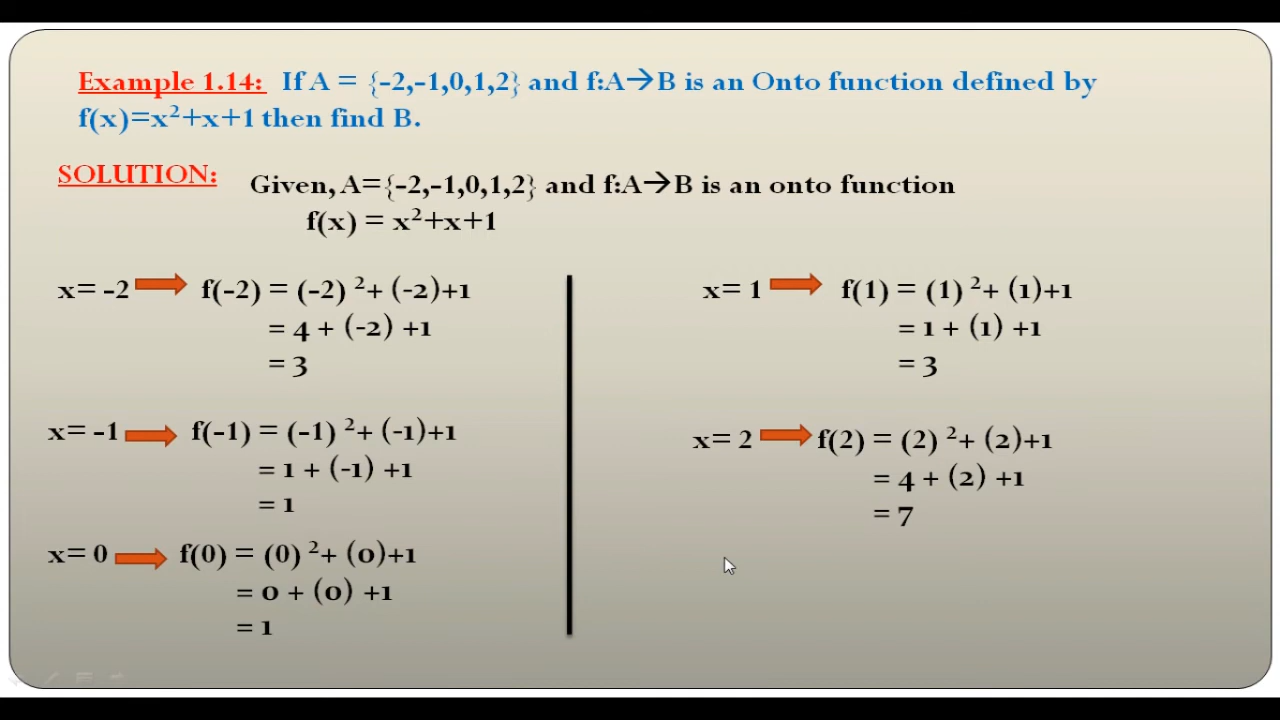 Example 1.14: If A = {-2,-1,0,1,2} and f:A→B is an Onto function defined by
f(x)=x²+x+1 then find B.
SOLUTION:
Given, A={-2,-1,0,1,2} and f:A→B is an onto function
f(x) = x²+x+1
x= -2 → f(-2) = (-2) ²+ (-2)+1
= 4 + (-2) +1
= 3
x= -1 → f(-1) = (-1) ²+ (-1)+1
= 1 + (-1) +1
= 1
x= 0 → f(0) = (0) ²+ (0)+1
= 0 + (0) +1
= 1
x= 1 → f(1) = (1) ²+ (1)+1
= 1 + (1) +1
= 3
x= 2 → f(2) = (2) ²+ (2)+1
= 4 + (2) +1
= 7